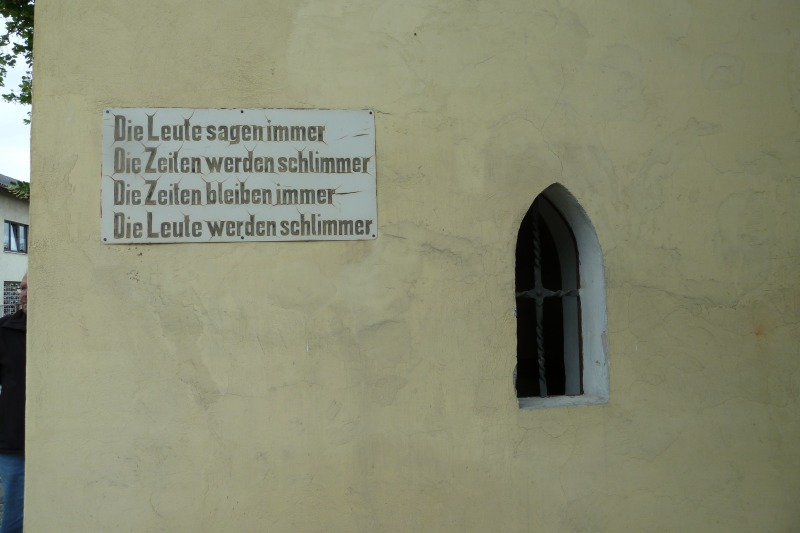 Die Leute sagen immer
Die Zeiten werden schlimmer
Die Zeiten bleiben immer
Die Leute werden schlimmer